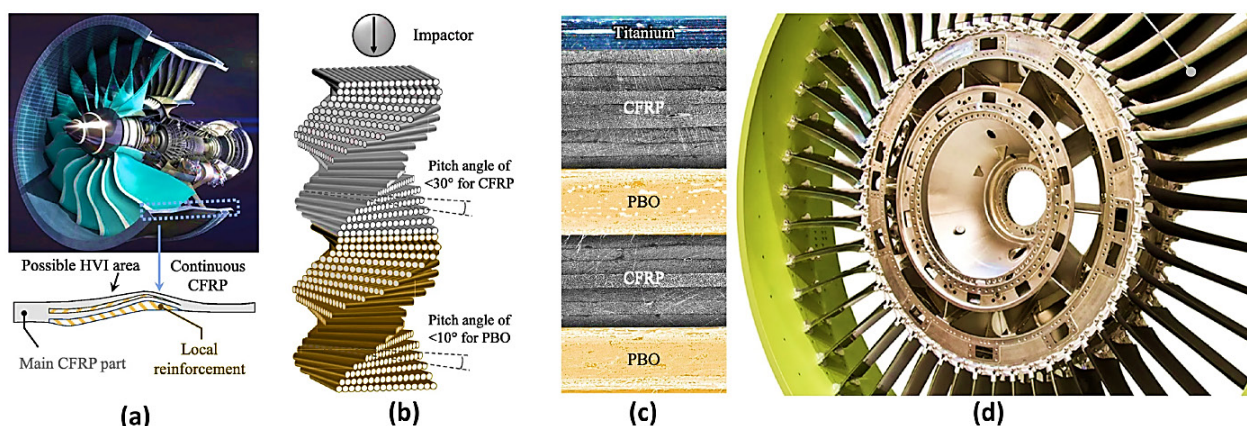 Possible HVI area
Continuous
CFRP
Main CFRP part
Local
reinforcement
(a)
Impactor
Pitch angle of
<30° for CFRP
Pitch angle of
<10° for PBO
(b)
Titanium
CFRP
PBO
CFRP
PBO
(c)
(d)